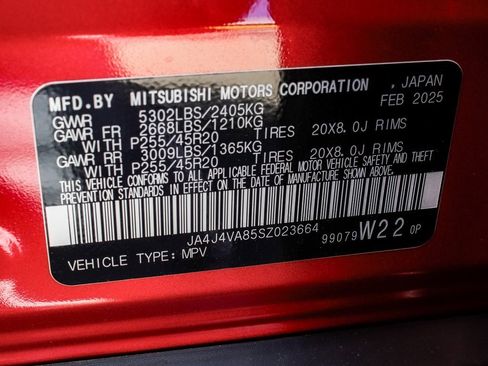 MFD.BY MITSUBISHI MOTORS CORPORATION , JAPAN
GVWR 5302LBS/2405KG FEB 2025
GAWR FR 2668LBS/1210KG
WITH P255/45R20 TIRES 20X8.0J RIMS
GAWR RR 3009LBS/1365KG
WITH P255/45R20 TIRES 20X8.0J RIMS
THIS VEHICLE CONFORMS TO ALL APPLICABLE FEDERAL MOTOR VEHICLE SAFETY AND THEFT
PREVENTION STANDARDS IN EFFECT ON THE DATE OF MANUFACTURE SHOWN ABOVE.
JA4J4VA85SZ023664
99079 W22 0P
VEHICLE TYPE: MPV